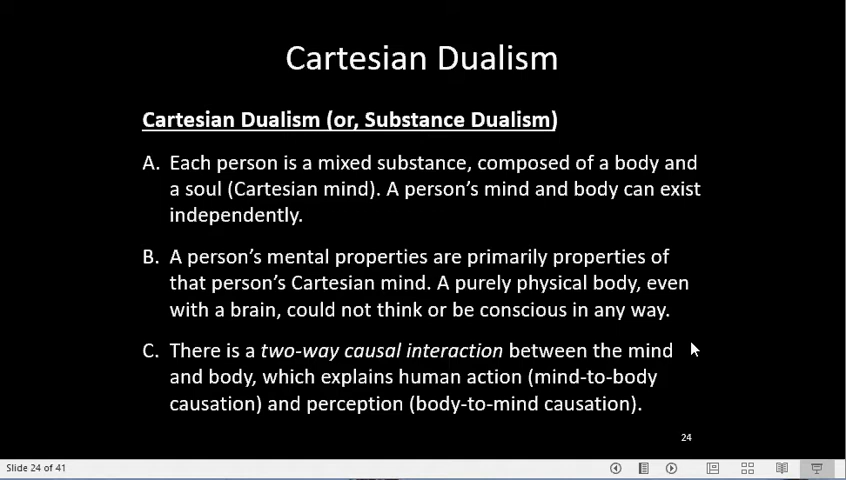 Cartesian Dualism
Cartesian Dualism (or, Substance Dualism)
A. Each person is a mixed substance, composed of a body and
a soul (Cartesian mind). A person’s mind and body can exist
independently.
B. A person’s mental properties are primarily properties of
that person’s Cartesian mind. A purely physical body, even
with a brain, could not think or be conscious in any way.
C. There is a two-way causal interaction between the mind
and body, which explains human action (mind-to-body
causation) and perception (body-to-mind causation).
24
Slide 24 of 41